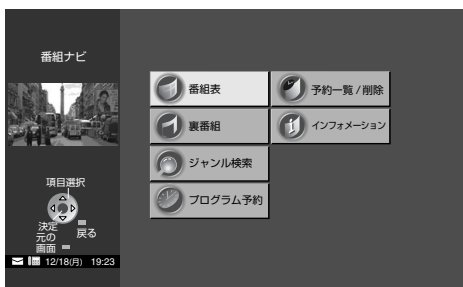 番組ナビ
項目選択
決定
戻る
元の
画面
12/18(月) 19:23
番組表
裏番組
ジャンル検索
プログラム予約
予約一覧/削除
インフォメーション